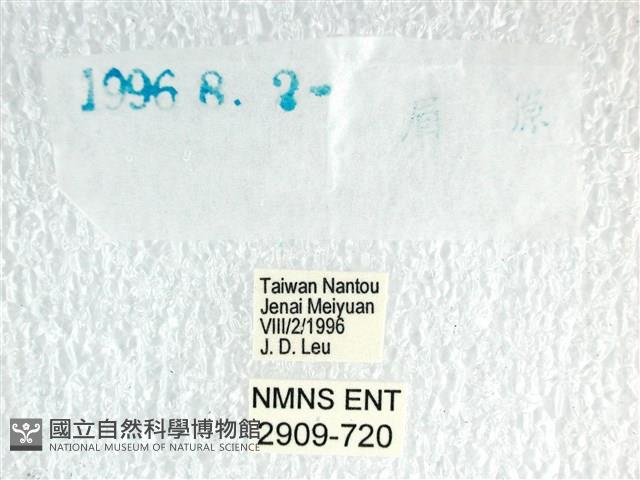 1996 8. 2-
眉 原
Taiwan Nantou
Jenai Meiyuan
VIII/2/1996
J. D. Leu
NMNS ENT
2909-720
國立自然科學博物館
NATIONAL MUSEUM OF NATURAL SCIENCE